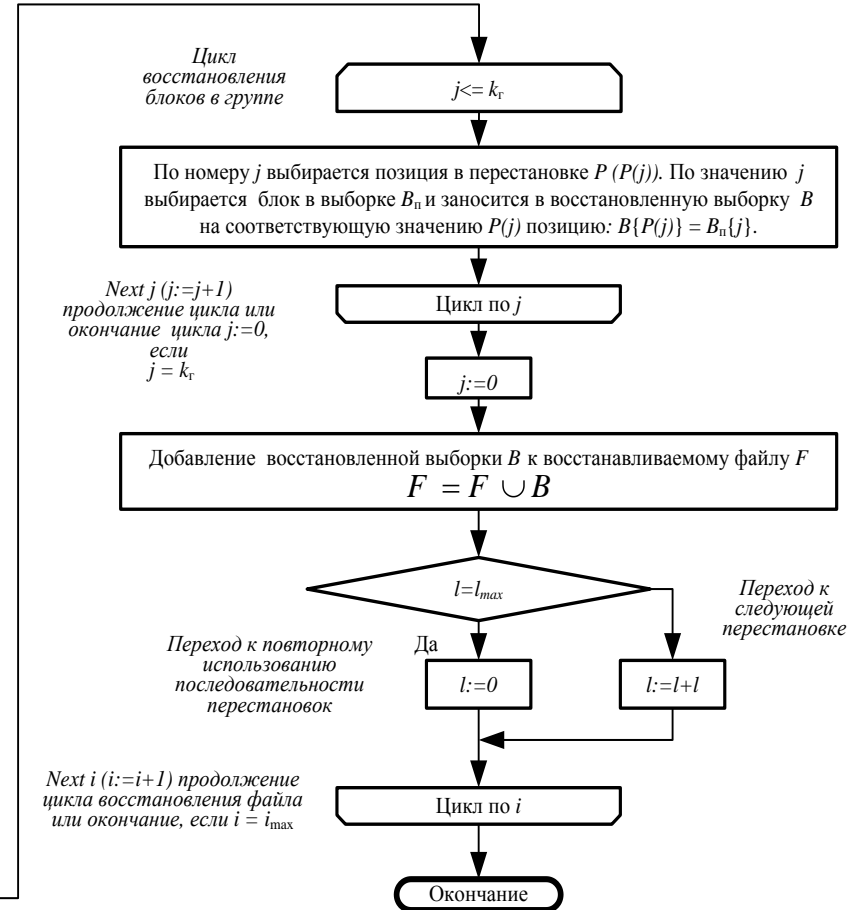 Цикл
восстановления
блоков в группе
j<= kг
По номеру j выбирается позиция в перестановке P (P(j)). По значению j
выбирается блок в выборке Bп и заносится в восстановленную выборку B
на соответствующую значению P(j) позицию: B{P(j)} = Bп{j}.
Next j (j:=j+1)
продолжение цикла или
окончание цикла j:=0,
если
j = kг
Цикл по j
j:=0
Добавление восстановленной выборки B к восстанавливаемому файлу F
F = F ∪ B
l=lmax
Переход к
следующей
перестановке
Да
Переход к повторному
использованию
последовательности
перестановок
l:=0
l:=l+l
Next i (i:=i+1) продолжение
цикла восстановления файла
или окончание, если i = imax
Цикл по i
Окончание